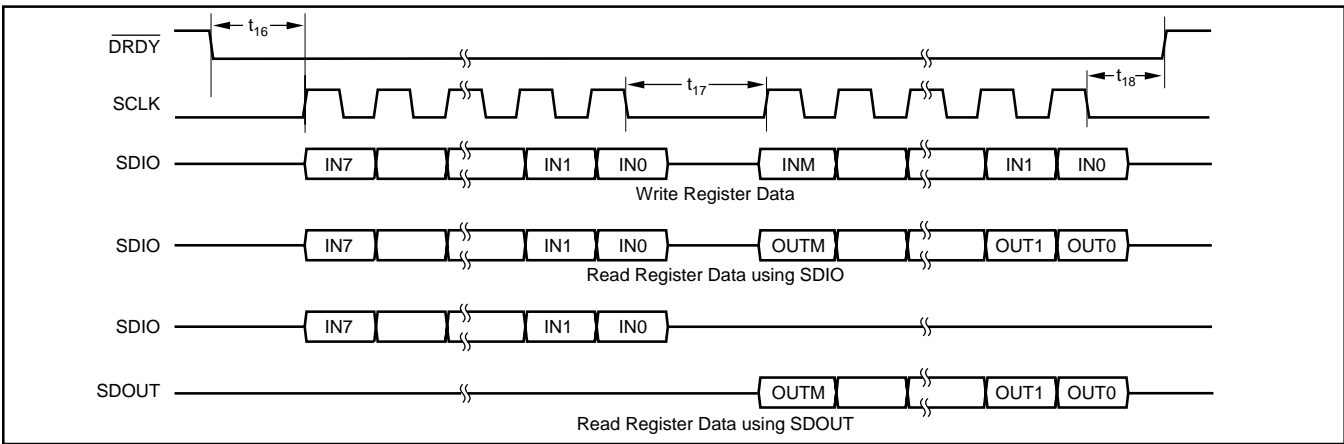 t16
DRDY
t17
t18
SCLK
SDIO IN7 IN1 IN0 INM IN1 IN0
Write Register Data
SDIO IN7 IN1 IN0 OUTM OUT1 OUT0
Read Register Data using SDIO
SDIO IN7 IN1 IN0
SDOUT OUTM OUT1 OUT0
Read Register Data using SDOUT